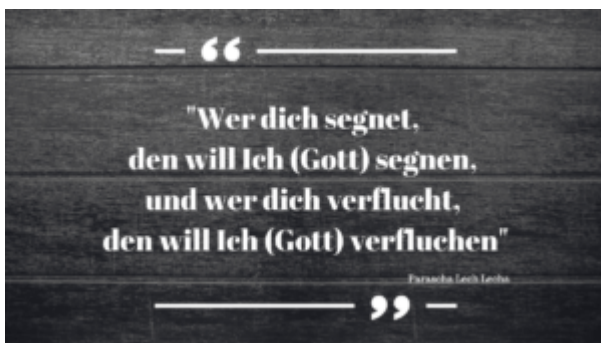 "Wer dich segnet,
den will Ich (Gott) segnen,
und wer dich verflucht,
den will Ich (Gott) verfluchen"
Parascha Lech Lecha